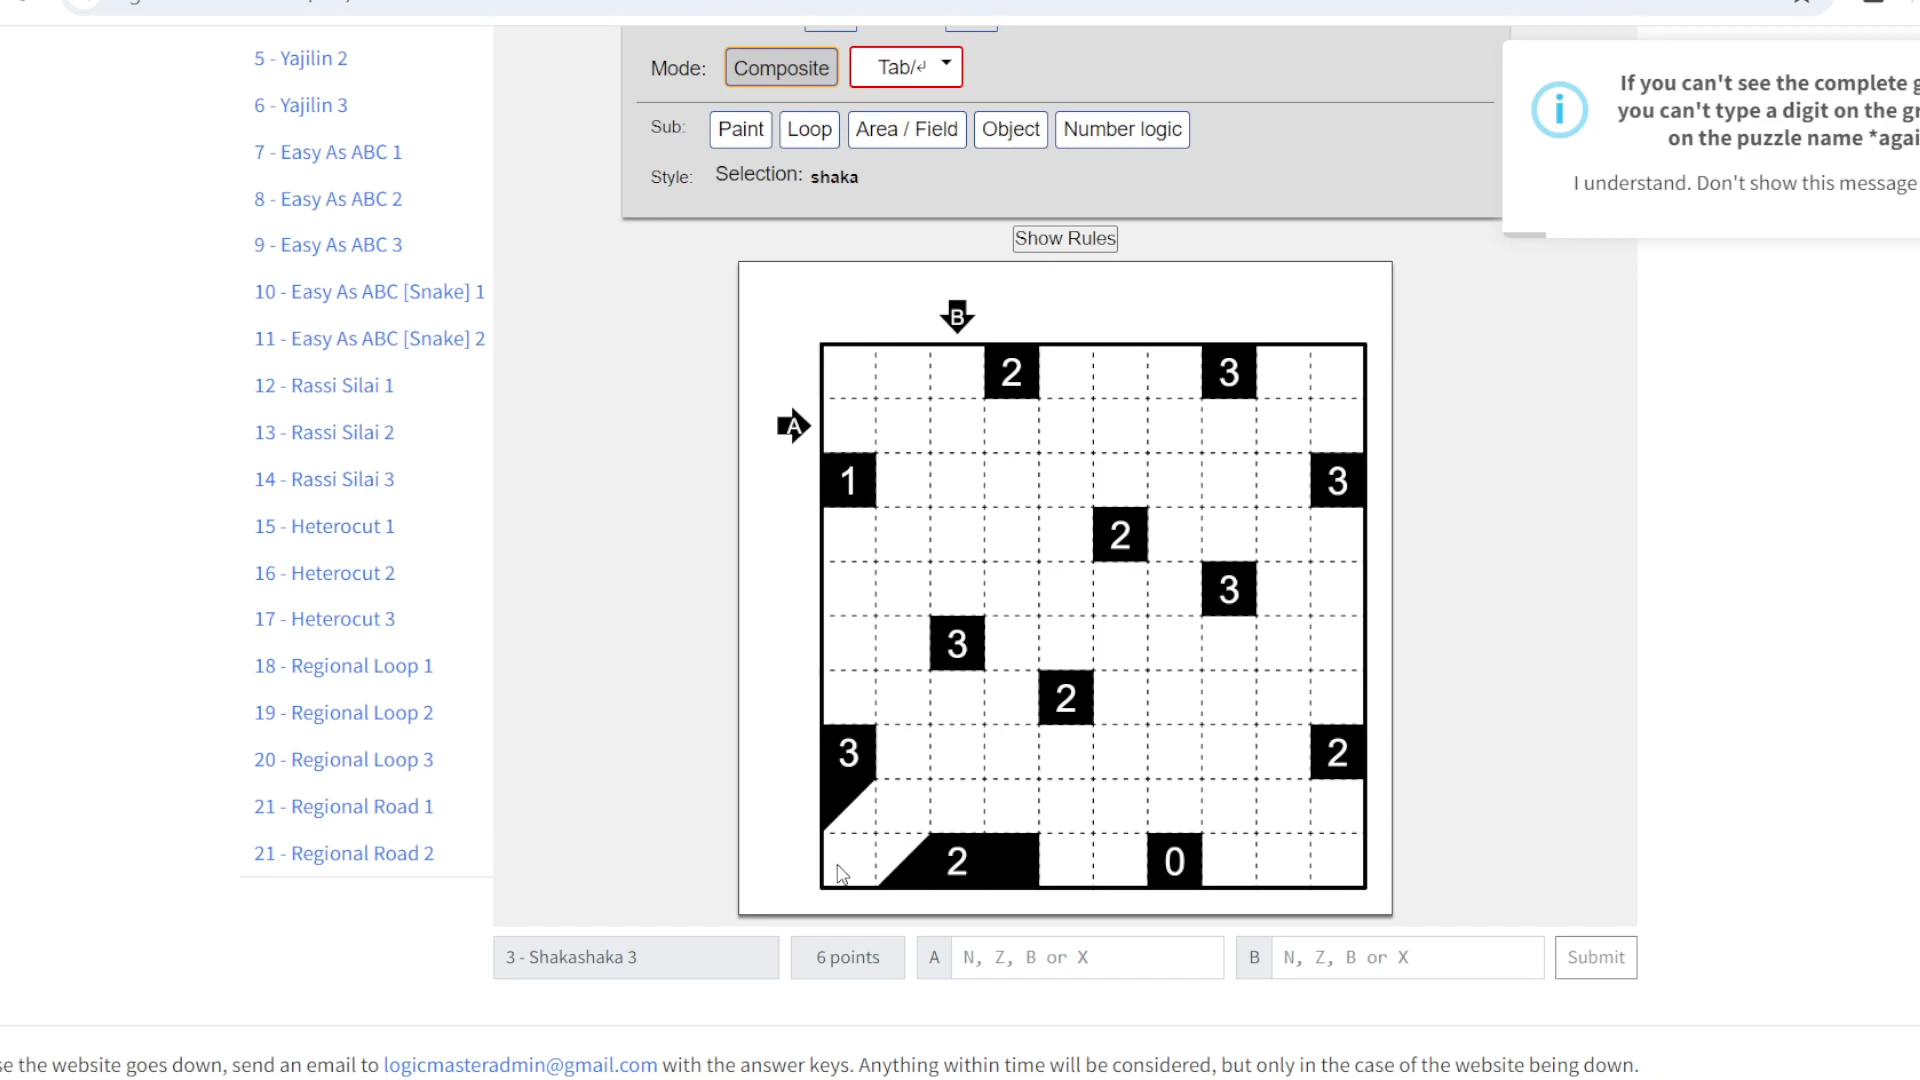 5 - Yajilin 2
6 - Yajilin 3
7 - Easy As ABC 1
8 - Easy As ABC 2
9 - Easy As ABC 3
10 - Easy As ABC [Snake] 1
11 - Easy As ABC [Snake] 2
12 - Rassi Silai 1
13 - Rassi Silai 2
14 - Rassi Silai 3
15 - Heterocut 1
16 - Heterocut 2
17 - Heterocut 3
18 - Regional Loop 1
19 - Regional Loop 2
20 - Regional Loop 3
21 - Regional Road 1
21 - Regional Road 2
Mode: Composite Tab/↵
Sub: Paint Loop Area / Field Object Number logic
Style: Selection: shaka
If you can't see the complete g
you can't type a digit on the gr
on the puzzle name *agai
I understand. Don't show this message
Show Rules
B
2 3
A
1 3
2
3
3
2
3 2
2 0
3 - Shakashaka 3 6 points A N, Z, B or X B N, Z, B or X Submit
se the website goes down, send an email to logicmasteradmin@gmail.com with the answer keys. Anything within time will be considered, but only in the case of the website being down.